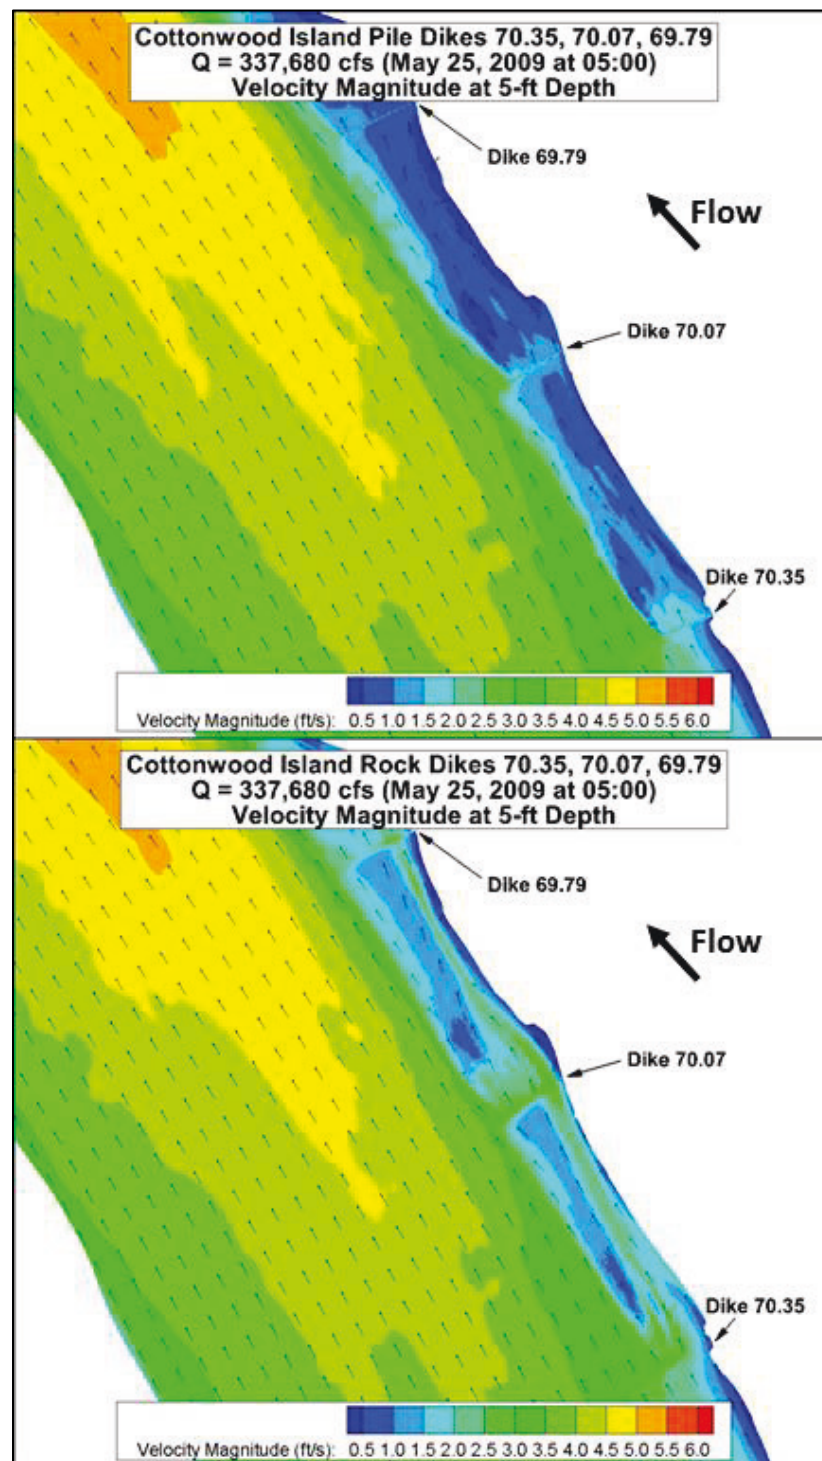 Cottonwood Island Pile Dikes 70.35, 70.07, 69.79
Q = 337,680 cfs (May 25, 2009 at 05:00)
Velocity Magnitude at 5-ft Depth
Dike 69.79
Flow
Dike 70.07
Dike 70.35
Velocity Magnitude (ft/s): 0.5 1.0 1.5 2.0 2.5 3.0 3.5 4.0 4.5 5.0 5.5 6.0
Cottonwood Island Rock Dikes 70.35, 70.07, 69.79
Q = 337,680 cfs (May 25, 2009 at 05:00)
Velocity Magnitude at 5-ft Depth
Dike 69.79
Flow
Dike 70.07
Dike 70.35
Velocity Magnitude (ft/s): 0.5 1.0 1.5 2.0 2.5 3.0 3.5 4.0 4.5 5.0 5.5 6.0